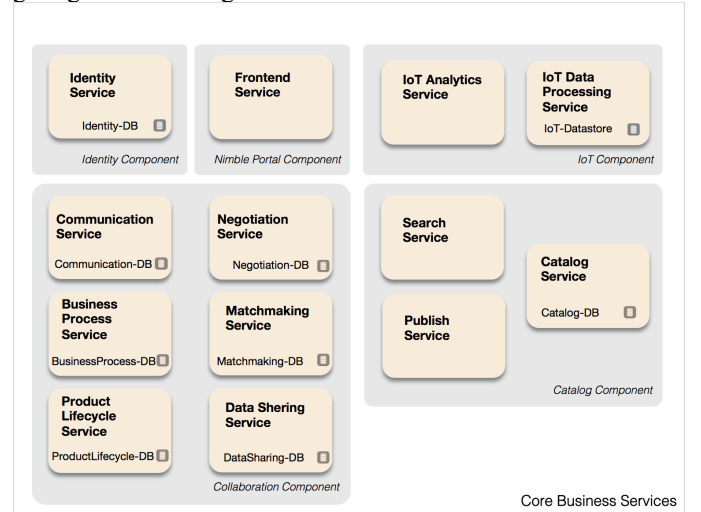 Identity
Service
Identity-DB
Identity Component
Frontend
Service
Nimble Portal Component
IoT Analytics
Service
IoT Data
Processing
Service
IoT-Datastore
IoT Component
Communication
Service
Communication-DB
Negotiation
Service
Negotiation-DB
Business
Process
Service
BusinessProcess-DB
Matchmaking
Service
Matchmaking-DB
Product
Lifecycle
Service
ProductLifecycle-DB
Data Shering
Service
DataSharing-DB
Collaboration Component
Search
Service
Catalog
Service
Catalog-DB
Publish
Service
Catalog Component
Core Business Services